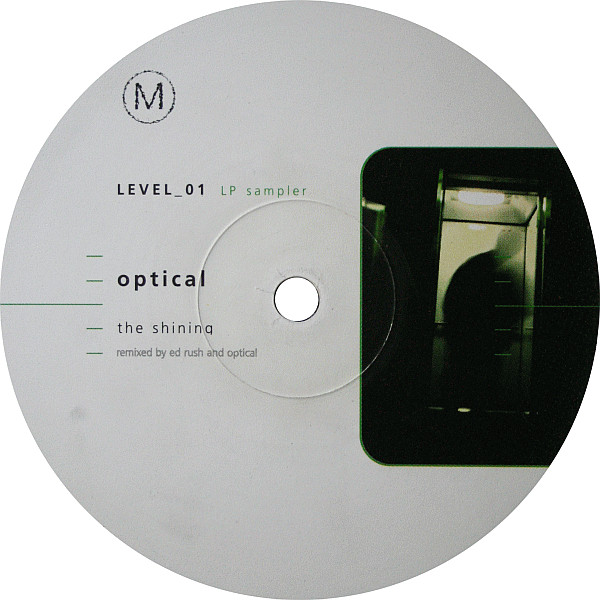 M
LEVEL_01 LP sampler
optical
the shining
remixed by ed rush and optical